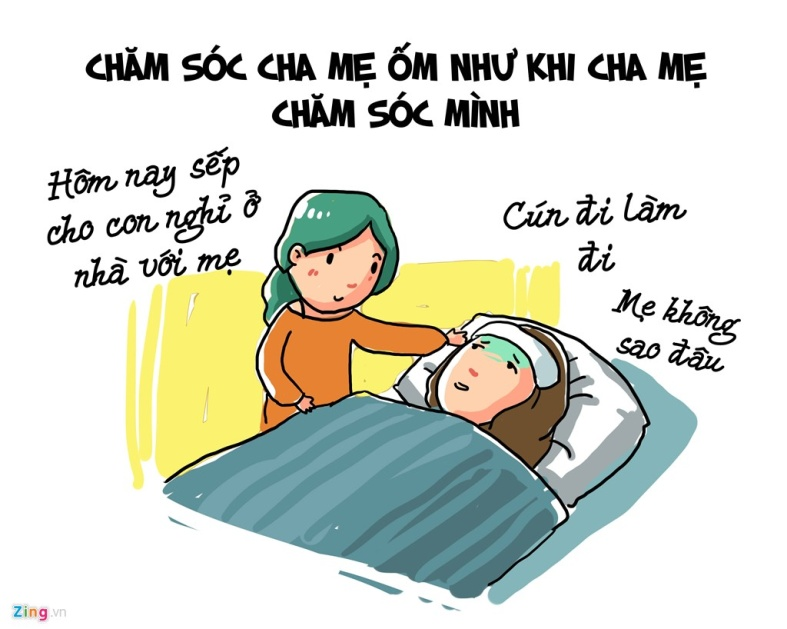 CHĂM SÓC CHA MẸ ỐM NHƯ KHI CHA MẸ
CHĂM SÓC MÌNH
Hôm nay sếp
cho con nghỉ ở
nhà với mẹ
Cún đi làm
đi
Mẹ không
sao đâu
Zing.vn